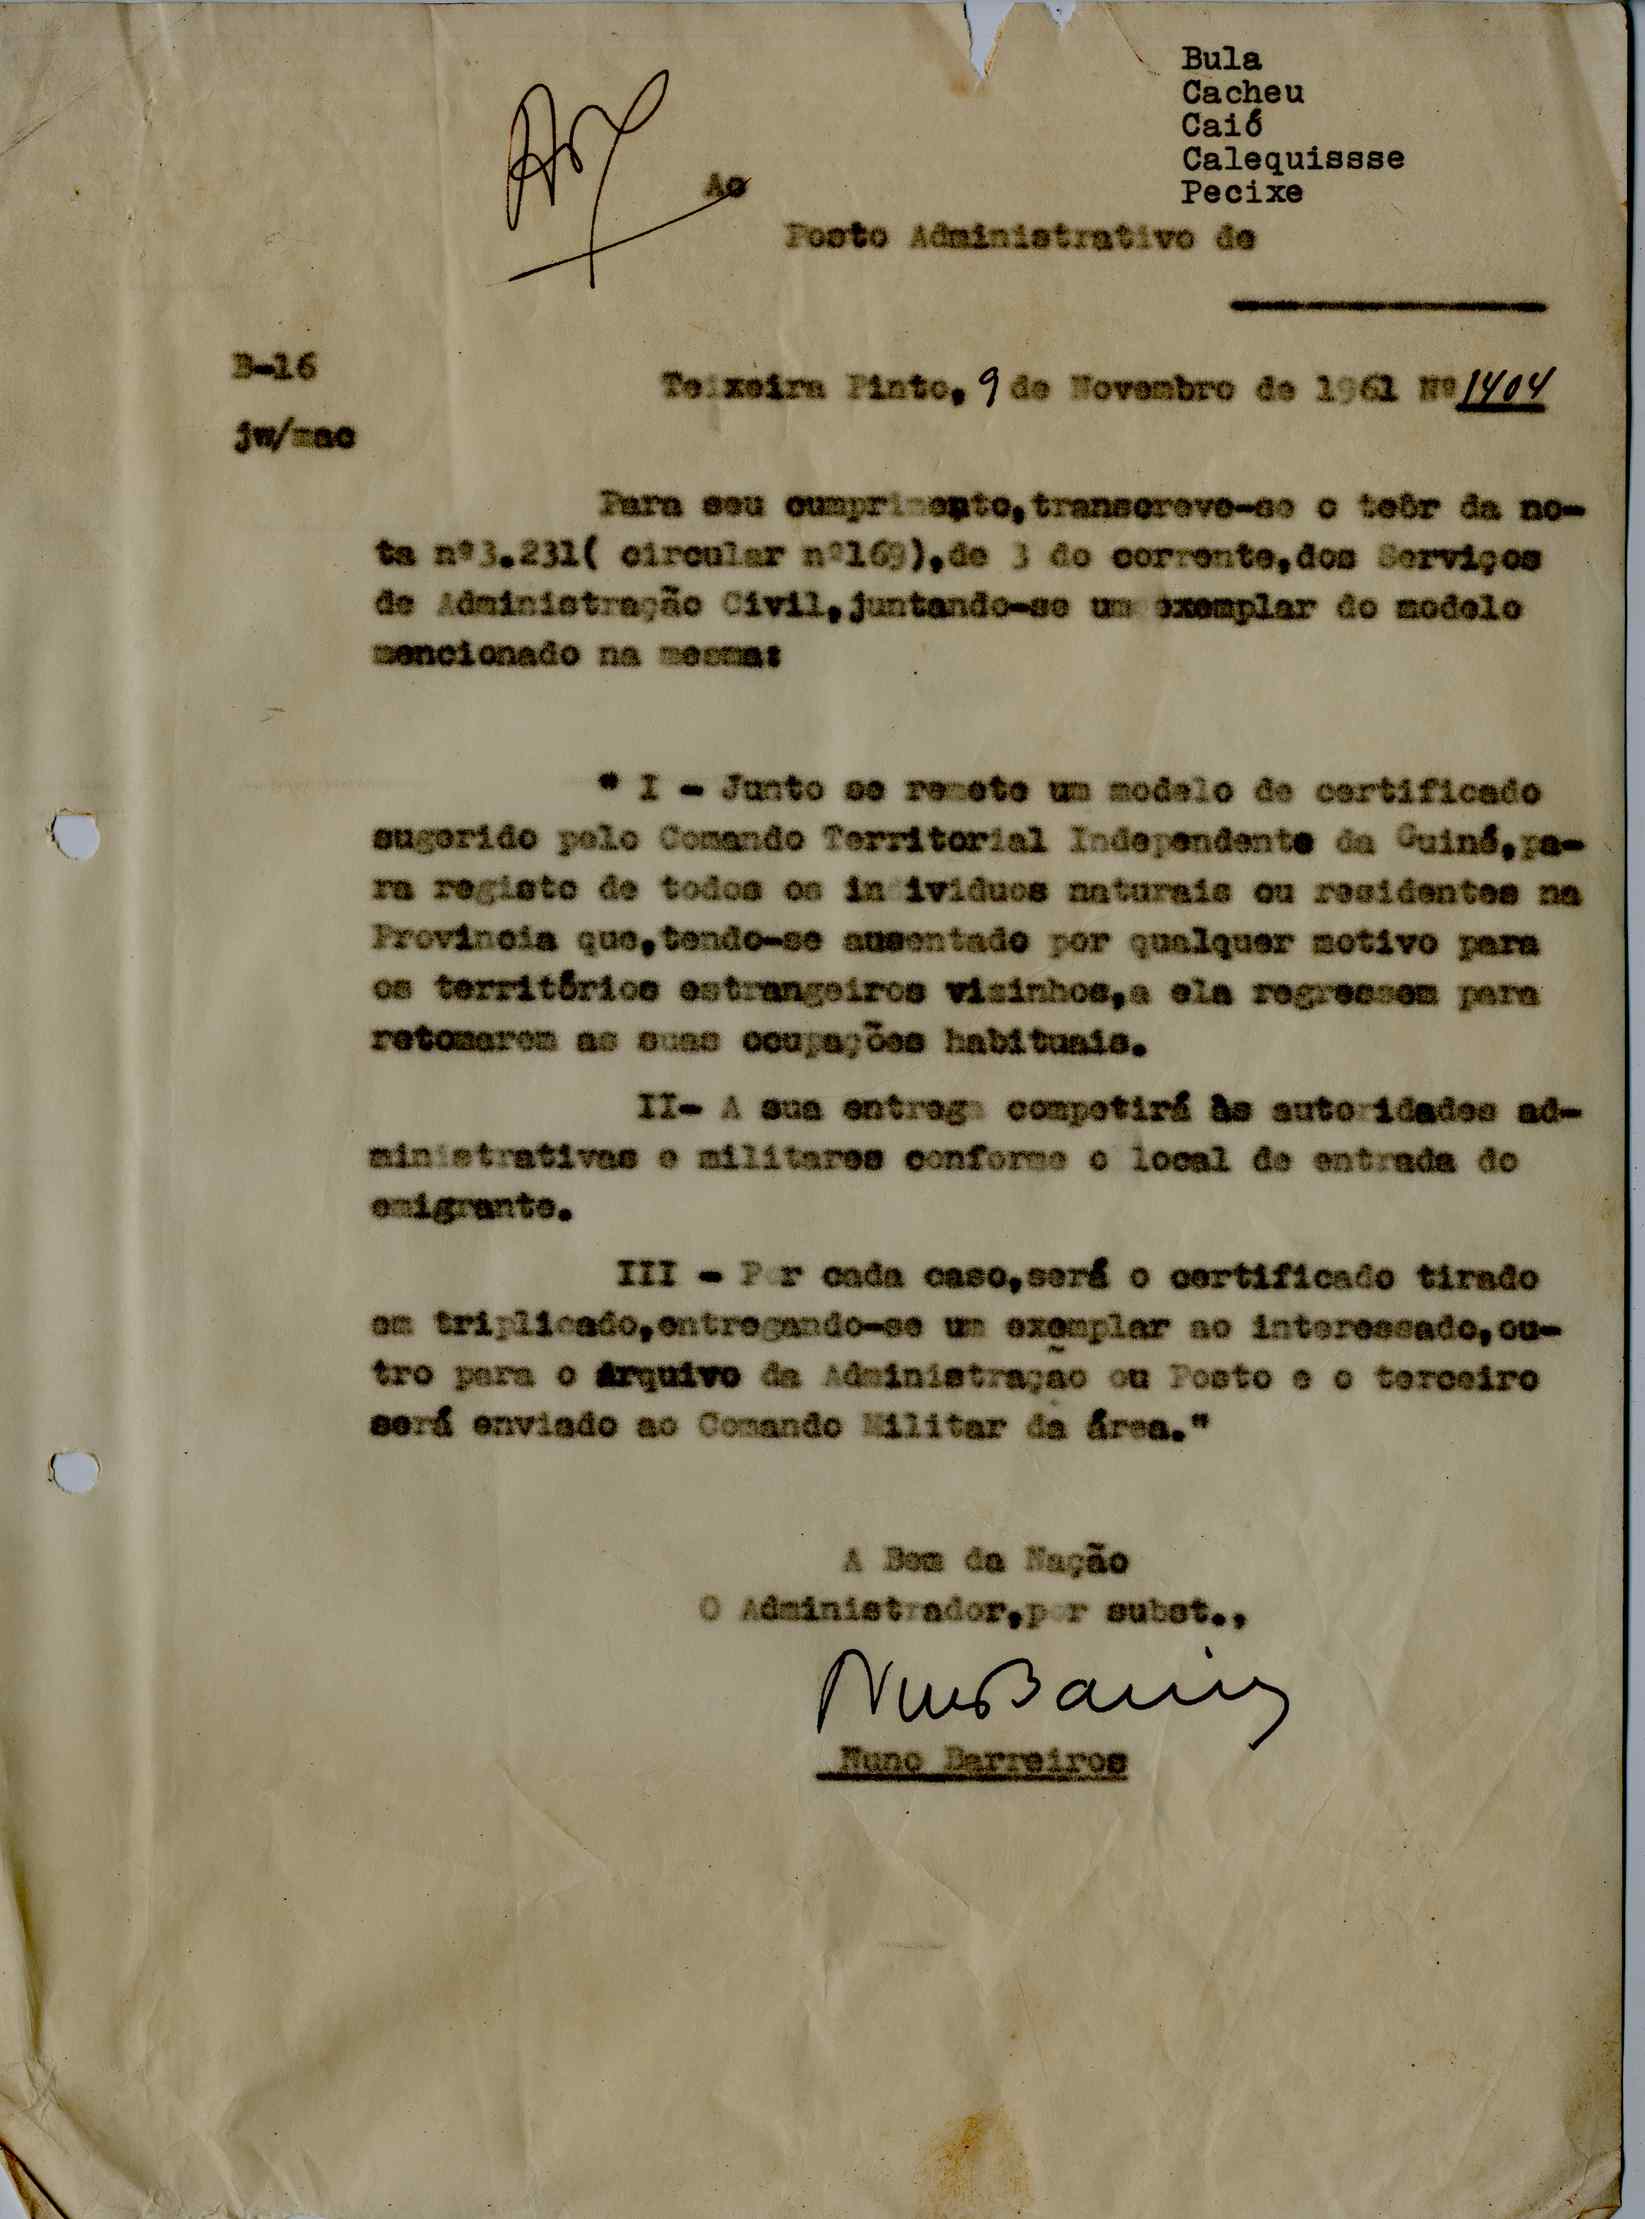 Bula
Cacheu
Caió
Calequissse
Pecixe
Ao
Posto Administrativo de
B-16
Teixeira Pinto, 9 de Novembro de 1961 Nº 1404
jw/mac
Para seu cumprimento,transcreve-se o teôr da no-
ta nº3.231( circular nº169),de 3 do corrente,dos Serviços
de Administração Civil,juntando-se um exemplar do modelo
mencionado na mesma:
" I - Junto se remete um modelo de certificado
sugerido pelo Comando Territorial Independente da Guiné,pa-
ra registo de todos os individuos naturais ou residentes na
Provincia que,tendo-se ausentado por qualquer motivo para
os territórios estrangeiros vizinhos,a ela regressem para
retomarem as suas ocupações habituais.
II- A sua entrega competirá às autoridades ad-
ministrativas e militares conforme o local de entrada do
emigrante.
III - Por cada caso,será o certificado tirado
em triplicado,entregando-se um exemplar ao interessado,ou-
tro para o arquivo da Administração ou Posto e o terceiro
será enviado ao Comando Militar da área."
A Bem da Nação
O Administrador,por subst.,
Nuno Barreiros
Nuno Barreiros